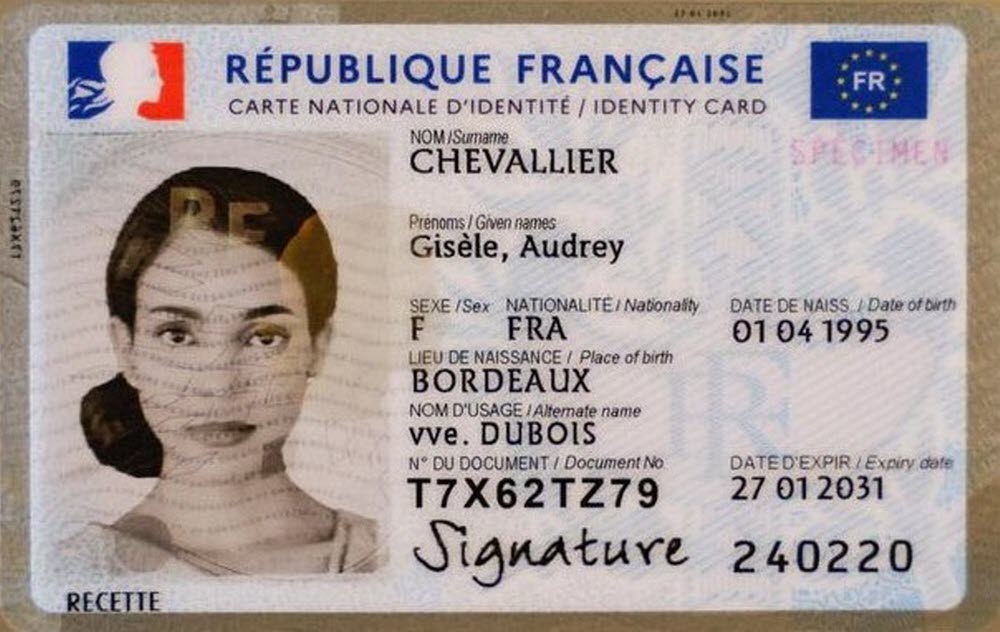 RÉPUBLIQUE FRANÇAISE
FR
CARTE NATIONALE D'IDENTITÉ / IDENTITY CARD
NOM /Surname
CHEVALLIER
SPECIMEN
Prénoms / Given names
Gisèle, Audrey
SEXE /Sex NATIONALITÉ / Nationality DATE DE NAISS. / Date of birth
F FRA 01 04 1995
LIEU DE NAISSANCE / Place of birth
BORDEAUX
NOM D'USAGE / Alternate name
vve. DUBOIS
N° DU DOCUMENT / Document No DATE D'EXPIR. / Expiry date
T7X62TZ79 27 01 2031
Signature 240220
RECETTE
RF